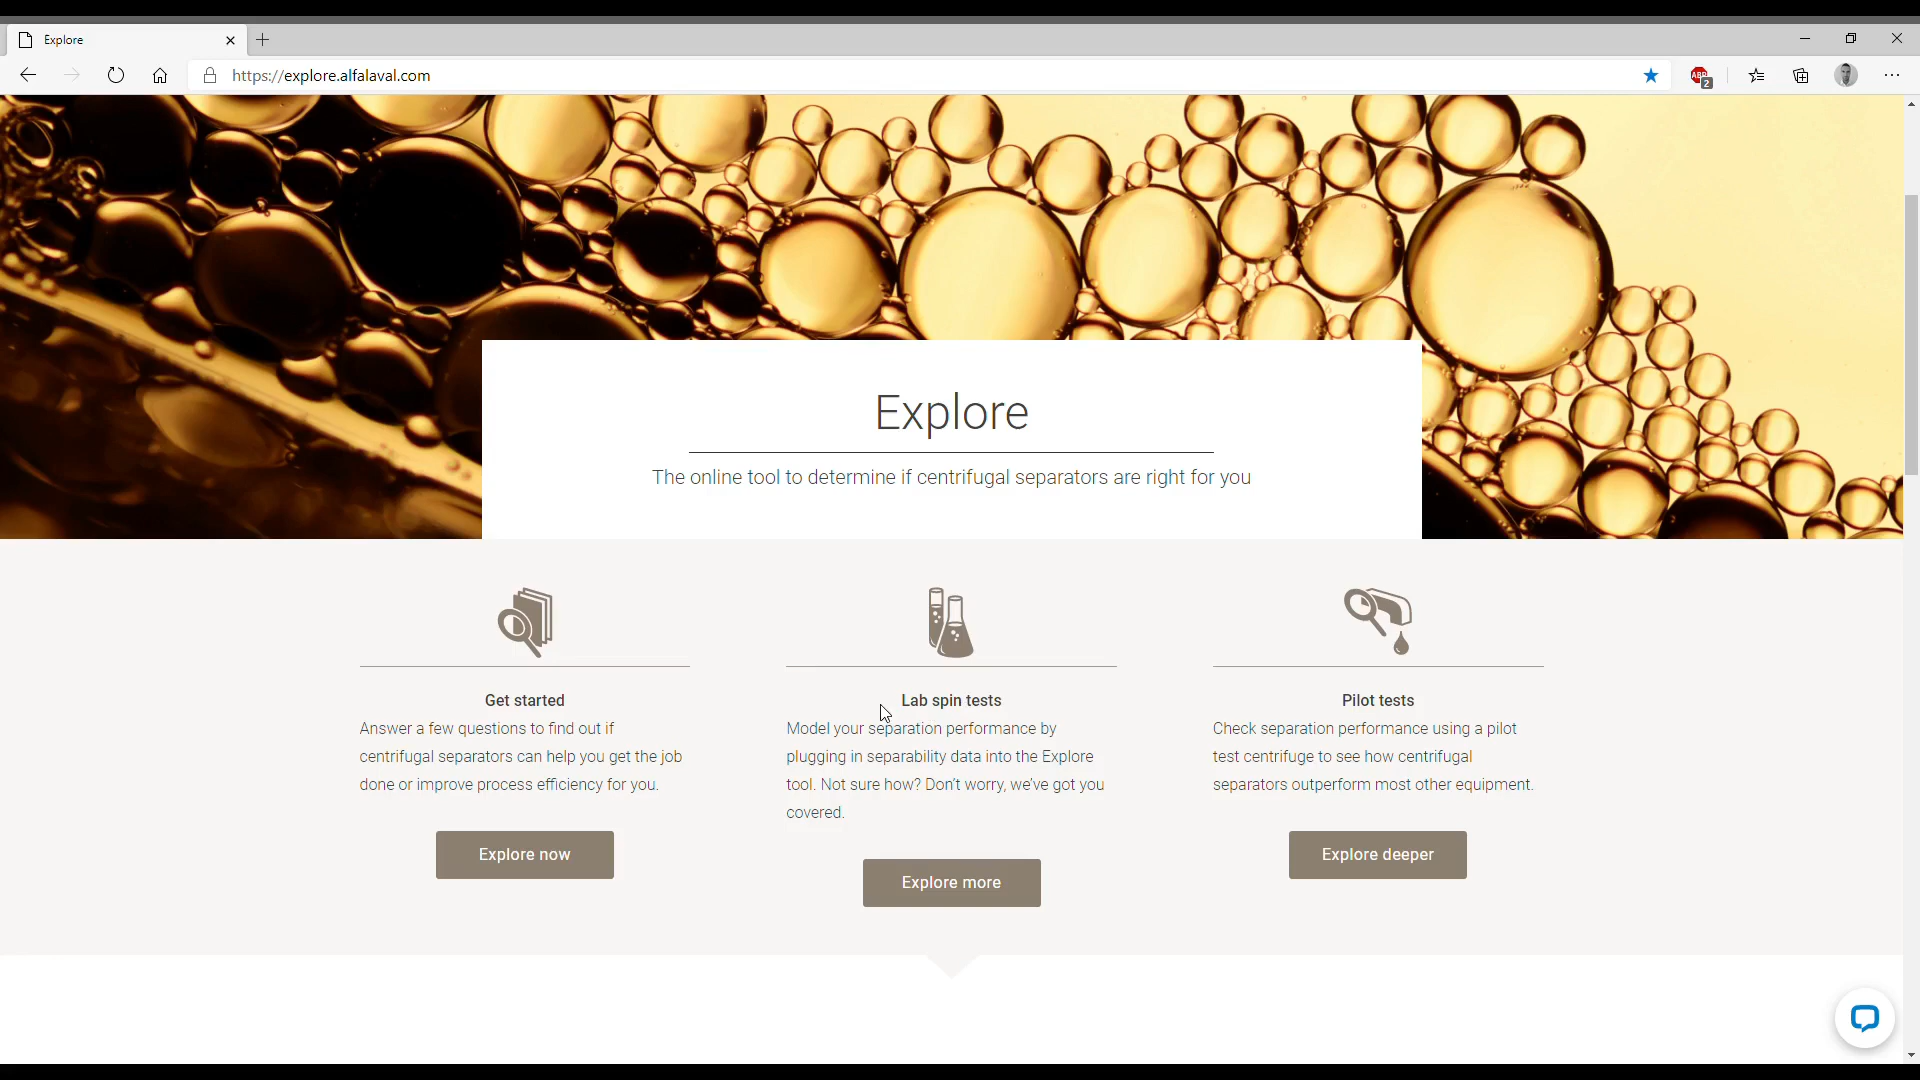 Explore
https://explore.alfalaval.com
ABP
2
Explore
The online tool to determine if centrifugal separators are right for you
Get started
Answer a few questions to find out if
centrifugal separators can help you get the job
done or improve process efficiency for you.
Explore now
Lab spin tests
Model your separation performance by
plugging in separability data into the Explore
tool. Not sure how? Don't worry, we've got you
covered.
Explore more
Pilot tests
Check separation performance using a pilot
test centrifuge to see how centrifugal
separators outperform most other equipment.
Explore deeper